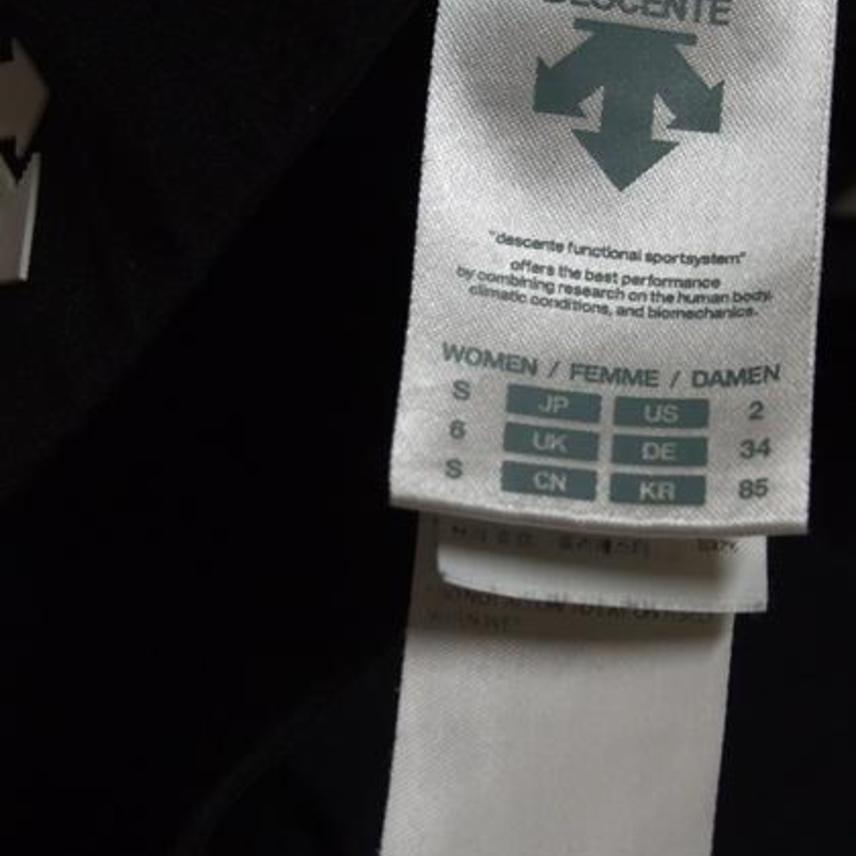 DESCENTE
"descente functional sportsystem"
offers the best performance
by combining research on the human body,
climatic conditions, and biomechanics.
WOMEN / FEMME / DAMEN
S JP US 2
6 UK DE 34
S CN KR 85